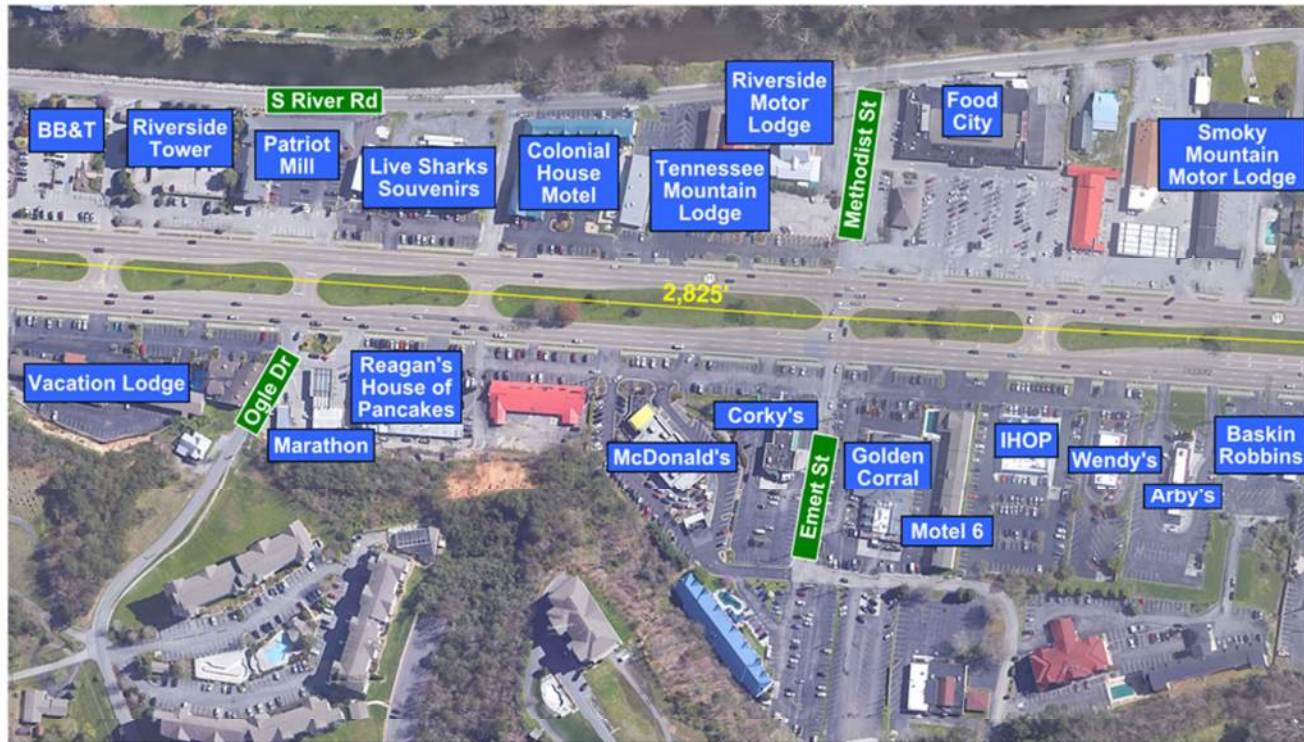 S River Rd
BB&T
Riverside
Tower
Patriot
Mill
Live Sharks
Souvenirs
Colonial
House
Motel
Tennessee
Mountain
Lodge
Riverside
Motor
Lodge
Methodist St
Food
City
Smoky
Mountain
Motor Lodge
2,825'
Vacation Lodge
Ogle Dr
Marathon
Reagan's
House of
Pancakes
McDonald's
Corky's
Emert St
Golden
Corral
Motel 6
IHOP
Wendy's
Arby's
Baskin
Robbins